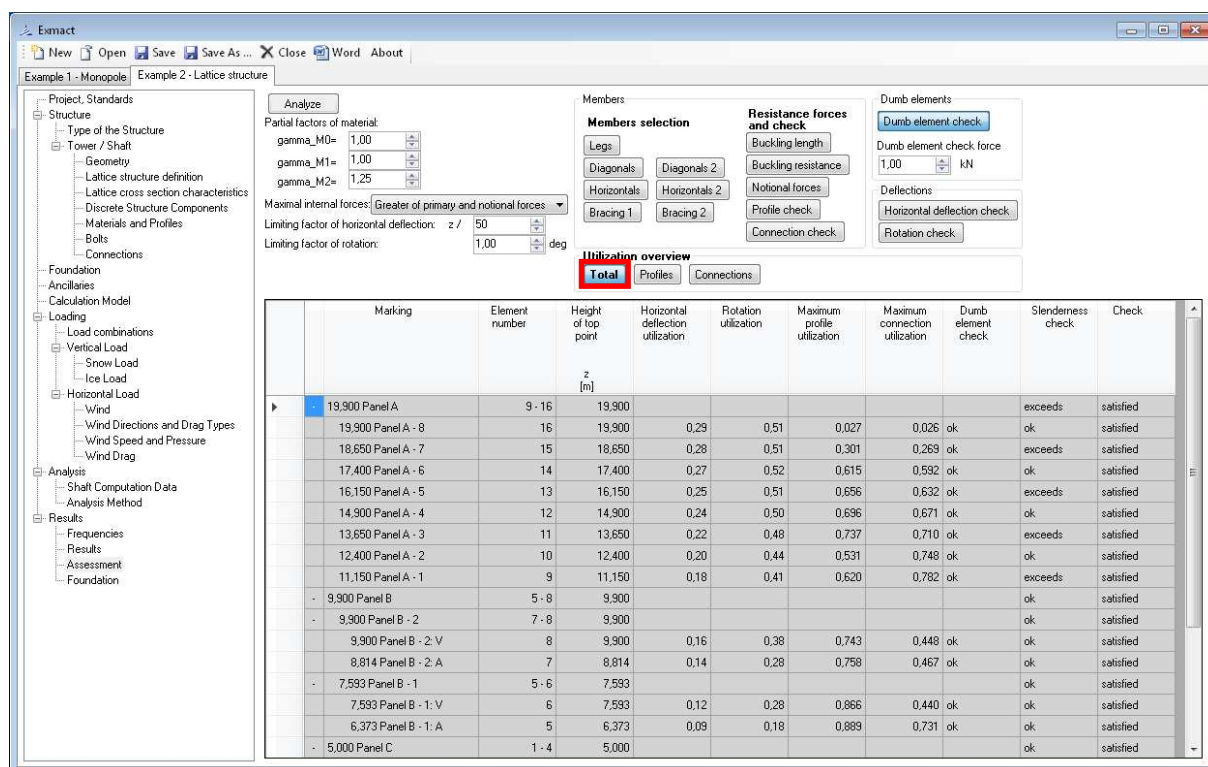 Exmact
New Open Save Save As ... Close Word About
Example 1 - Monopole Example 2 - Lattice structure
Project, Standards
Structure
Type of the Structure
Tower / Shaft
Geometry
Lattice structure definition
Lattice cross section characteristics
Discrete Structure Components
Materials and Profiles
Bolts
Connections
Foundation
Ancillaries
Calculation Model
Loading
Load combinations
Vertical Load
Snow Load
Ice Load
Horizontal Load
Wind
Wind Directions and Drag Types
Wind Speed and Pressure
Wind Drag
Analysis
Shaft Computation Data
Analysis Method
Results
Frequencies
Results
Assessment
Foundation
Analyze
Partial factors of material:
gamma_M0= 1,00
gamma_M1= 1,00
gamma_M2= 1,25
Maximal internal forces: Greater of primary and notional forces
Limiting factor of horizontal deflection: z / 50
Limiting factor of rotation: 1,00 deg
Members
Members selection
Legs
Diagonals Diagonals 2
Horizontals Horizontals 2
Bracing 1 Bracing 2
Resistance forces
and check
Buckling length
Buckling resistance
Notional forces
Profile check
Connection check
Dumb elements
Dumb element check
Dumb element check force
1,00 kN
Deflections
Horizontal deflection check
Rotation check
Utilization overview
Total Profiles Connections
Marking Element number Height of top point z [m] Horizontal deflection utilization Rotation utilization Maximum profile utilization Maximum connection utilization Dumb element check Slenderness check Check
- 19,900 Panel A 9 - 16 19,900 exceeds satisfied
19,900 Panel A - 8 16 19,900 0,29 0,51 0,027 0,026 ok ok satisfied
18,650 Panel A - 7 15 18,650 0,28 0,51 0,301 0,269 ok exceeds satisfied
17,400 Panel A - 6 14 17,400 0,27 0,52 0,615 0,592 ok ok satisfied
16,150 Panel A - 5 13 16,150 0,25 0,51 0,656 0,632 ok exceeds satisfied
14,900 Panel A - 4 12 14,900 0,24 0,50 0,696 0,671 ok ok satisfied
13,650 Panel A - 3 11 13,650 0,22 0,48 0,737 0,710 ok exceeds satisfied
12,400 Panel A - 2 10 12,400 0,20 0,44 0,531 0,748 ok ok satisfied
11,150 Panel A - 1 9 11,150 0,18 0,41 0,620 0,782 ok exceeds satisfied
- 9,900 Panel B 5 - 8 9,900 ok satisfied
- 9,900 Panel B - 2 7 - 8 9,900 ok satisfied
9,900 Panel B - 2: V 8 9,900 0,16 0,38 0,743 0,448 ok ok satisfied
8,814 Panel B - 2: A 7 8,814 0,14 0,28 0,758 0,467 ok ok satisfied
- 7,593 Panel B - 1 5 - 6 7,593 ok satisfied
7,593 Panel B - 1: V 6 7,593 0,12 0,28 0,866 0,440 ok ok satisfied
6,373 Panel B - 1: A 5 6,373 0,09 0,18 0,889 0,731 ok ok satisfied
- 5,000 Panel C 1 - 4 5,000 ok satisfied